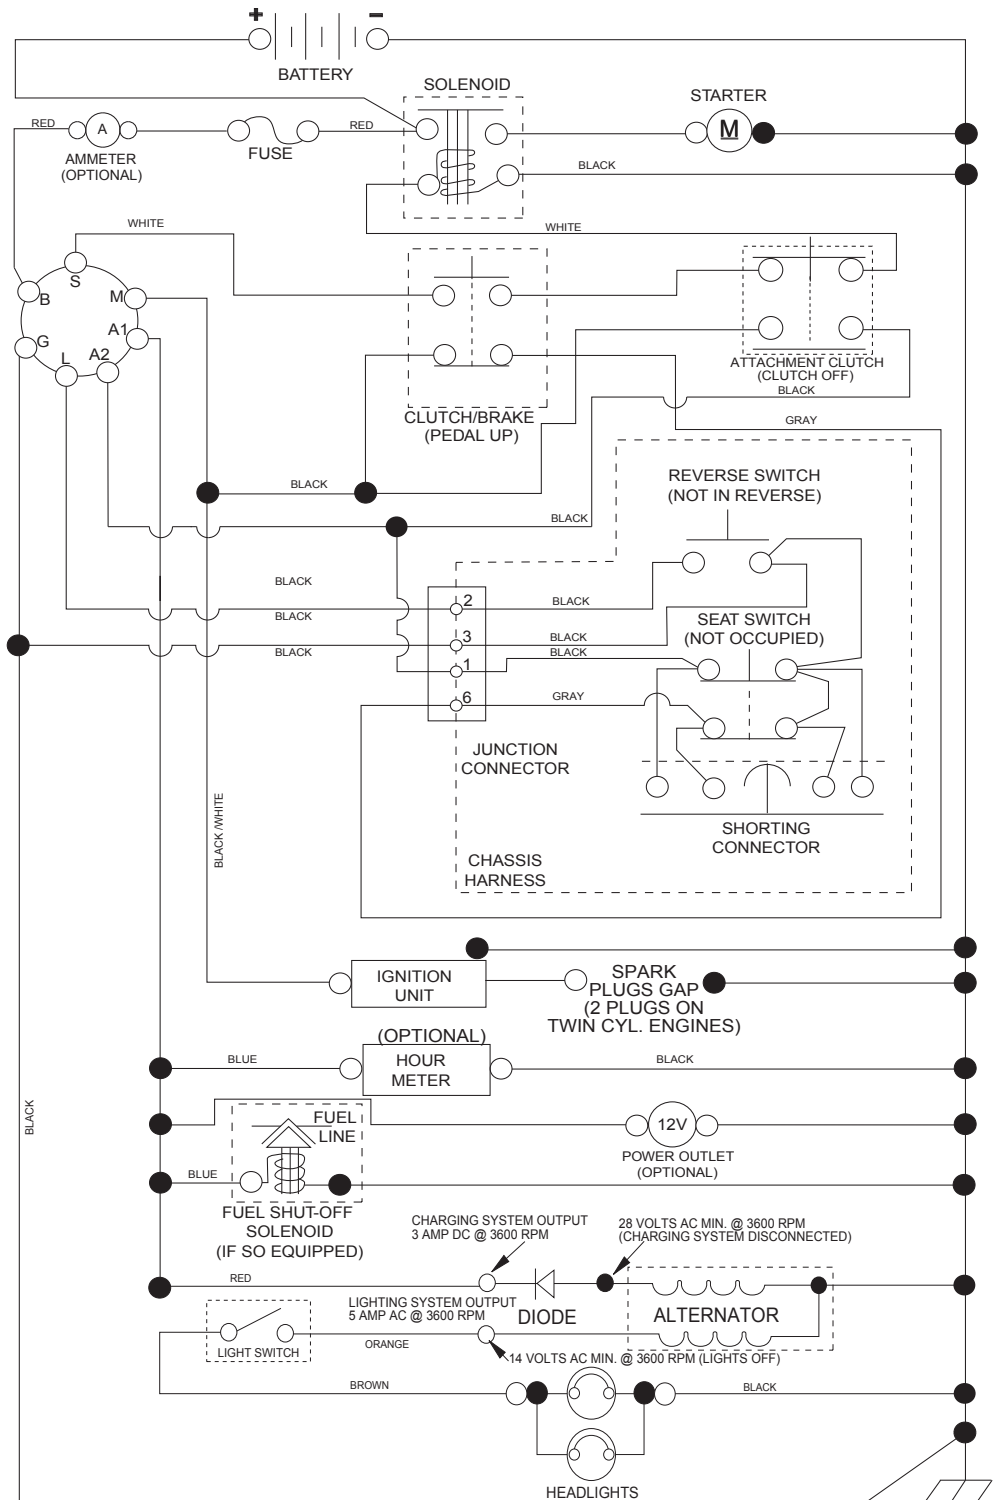 + –
BATTERY
SOLENOID
STARTER
RED
A
RED
M
AMMETER
(OPTIONAL)
FUSE
BLACK
WHITE
WHITE
S
B
M
A1
G
L
A2
ATTACHMENT CLUTCH
(CLUTCH OFF)
BLACK
CLUTCH/BRAKE
(PEDAL UP)
GRAY
REVERSE SWITCH
(NOT IN REVERSE)
BLACK
BLACK
BLACK
2
BLACK
BLACK
SEAT SWITCH
(NOT OCCUPIED)
3
BLACK
BLACK
BLACK
1
6
GRAY
JUNCTION
CONNECTOR
BLACK /WHITE
SHORTING
CONNECTOR
CHASSIS
HARNESS
IGNITION
UNIT
SPARK
PLUGS GAP
(2 PLUGS ON
TWIN CYL. ENGINES)
(OPTIONAL)
HOUR
METER
BLUE
BLACK
BLACK
FUEL
LINE
12V
POWER OUTLET
(OPTIONAL)
BLUE
FUEL SHUT-OFF
SOLENOID
(IF SO EQUIPPED)
CHARGING SYSTEM OUTPUT
3 AMP DC @ 3600 RPM
28 VOLTS AC MIN. @ 3600 RPM
(CHARGING SYSTEM DISCONNECTED)
RED
LIGHTING SYSTEM OUTPUT
5 AMP AC @ 3600 RPM
DIODE
ALTERNATOR
LIGHT SWITCH
ORANGE
14 VOLTS AC MIN. @ 3600 RPM (LIGHTS OFF)
BROWN
BLACK
HEADLIGHTS